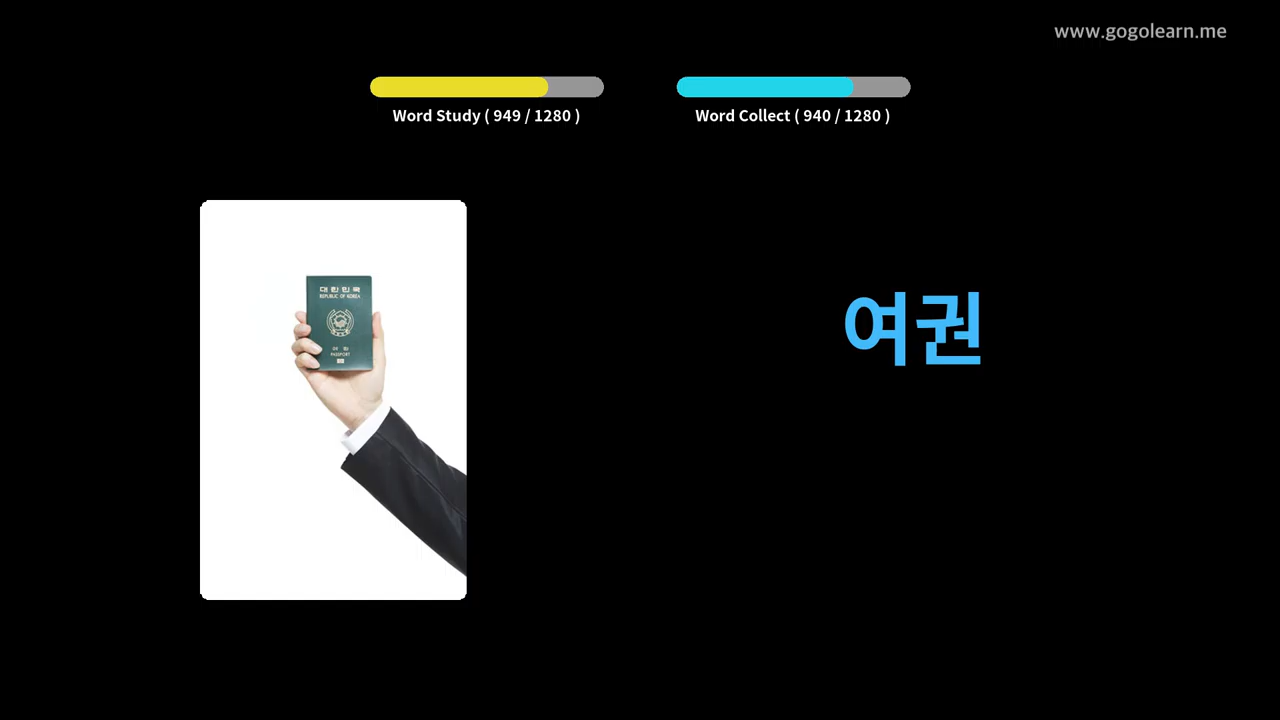 www.gogolearn.me
Word Study ( 949 / 1280 )
Word Collect ( 940 / 1280 )
대한민국
REPUBLIC OF KOREA
여권
PASSPORT
여권